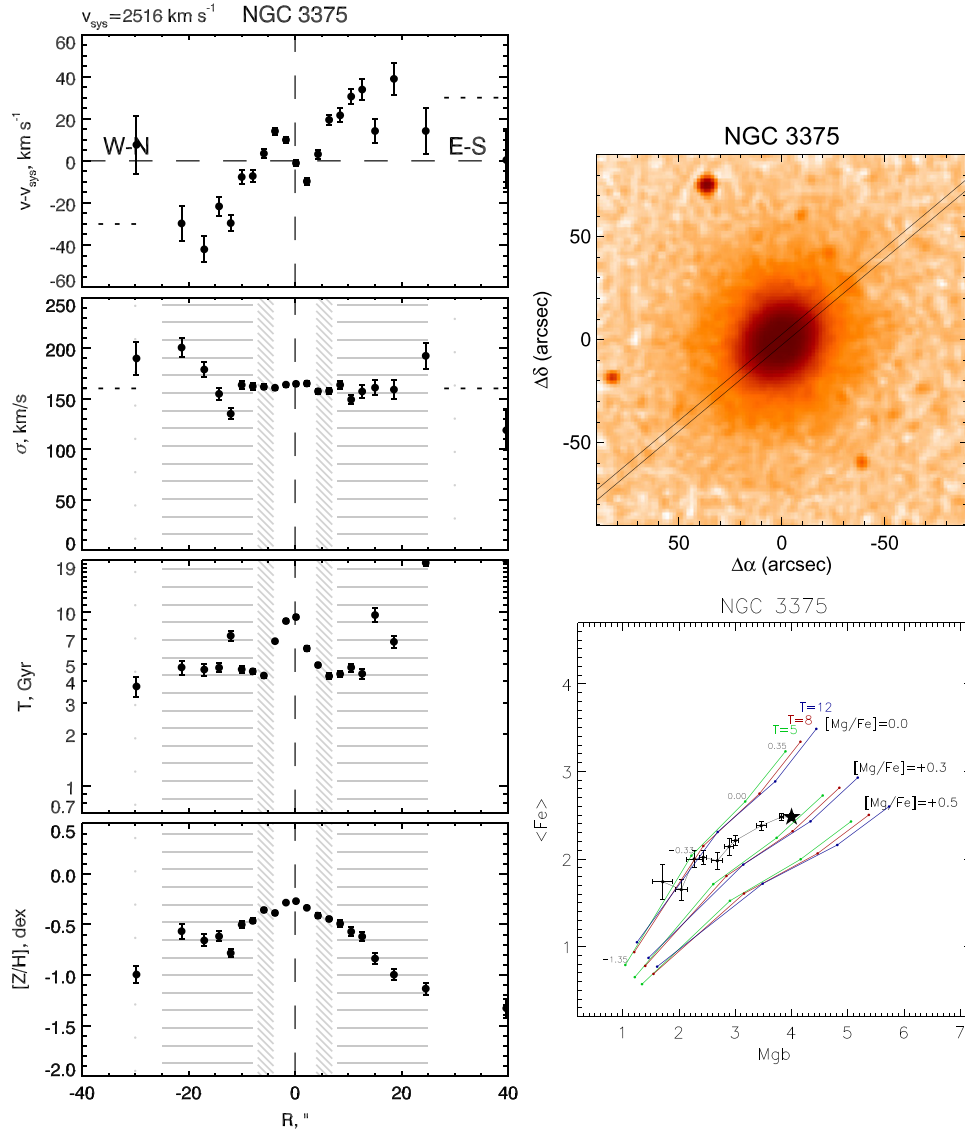 v_sys=2516 km s⁻¹ NGC 3375
60
40
20
0
-20
-40
-60
v-v_sys, km s⁻¹
W-N
E-S
250
200
150
100
50
0
σ, km/s
19
10
7
5
4
3
2
1
0.7
T, Gyr
0.5
0.0
-0.5
-1.0
-1.5
-2.0
[Z/H], dex
-40 -20 0 20 40
R, "
NGC 3375
50
0
-50
Δδ (arcsec)
50 0 -50
Δα (arcsec)
NGC 3375
4
3
2
1
<Fe>
T=12
T=8
T=5
[Mg/Fe]=0.0
0.35
[Mg/Fe]=+0.3
0.00
[Mg/Fe]=+0.5
-0.33
-1.35
1 2 3 4 5 6 7
Mgb